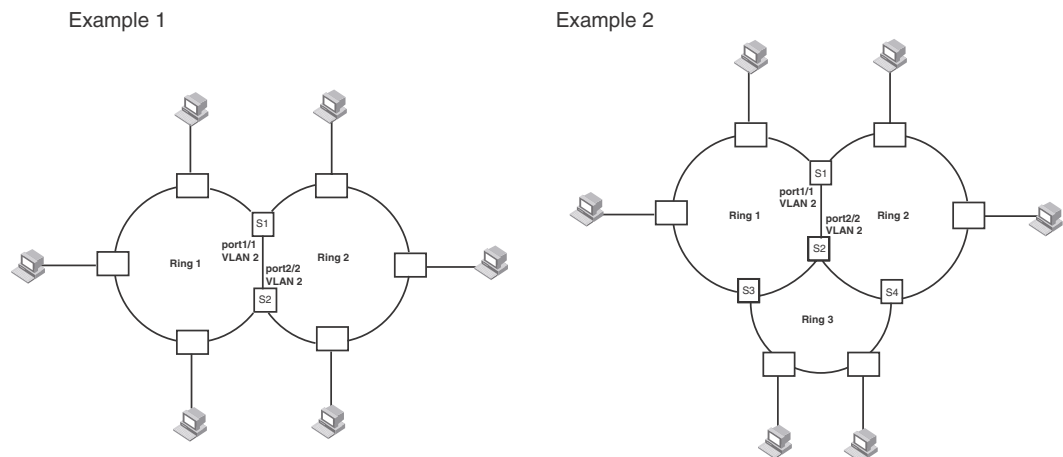 Example 1
S1
port1/1
VLAN 2
Ring 1
Ring 2
port2/2
VLAN 2
S2
Example 2
S1
port1/1
VLAN 2
Ring 1
Ring 2
port2/2
VLAN 2
S2
S3
S4
Ring 3